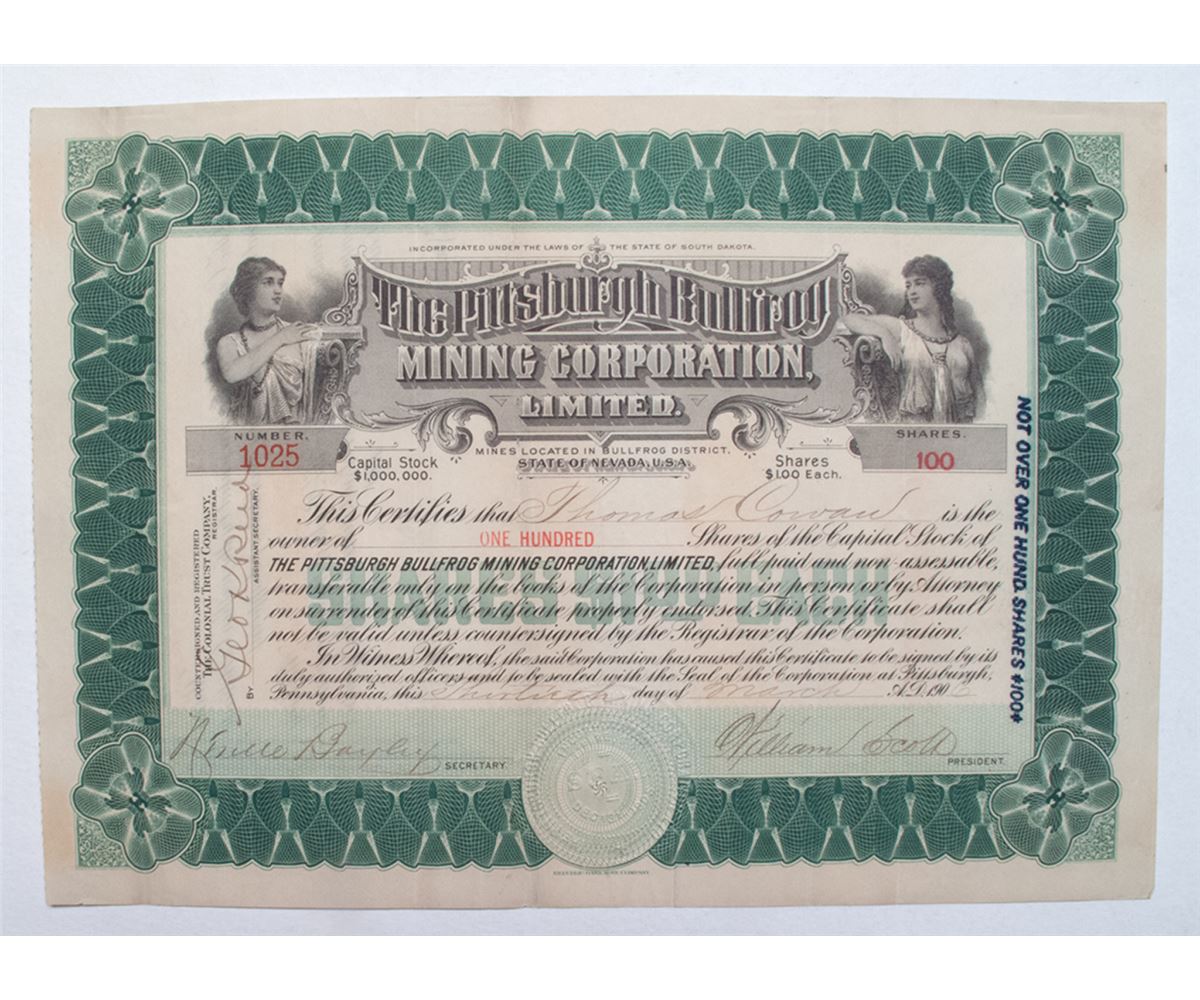 INCORPORATED UNDER THE LAWS OF THE STATE OF SOUTH DAKOTA.
The Pittsburgh Bullfrog
MINING CORPORATION,
LIMITED.
NUMBER.
1025
SHARES.
100
Capital Stock
$1,000,000.
MINES LOCATED IN BULLFROG DISTRICT,
STATE OF NEVADA, U.S.A.
Shares
$1.00 Each.
This Certifies that Thomas Cowan is the
owner of ONE HUNDRED Shares of the Capital Stock of
THE PITTSBURGH BULLFROG MINING CORPORATION, LIMITED, full paid and non-assessable,
transferable only on the books of the Corporation in person or by Attorney
on surrender of this Certificate properly endorsed. This Certificate shall
not be valid unless countersigned by the Registrar of the Corporation.
In Witness Whereof, the said Corporation has caused this Certificate to be signed by its
duly authorized officers and to be sealed with the Seal of the Corporation at Pittsburgh,
Pennsylvania, this Thirtieth day of March A.D. 1906
SECRETARY.
William Scott
PRESIDENT.
COUNTERSIGNED AND REGISTERED
THE COLONIAL TRUST COMPANY,
REGISTRAR.
BY
ASSISTANT SECRETARY.
NOT OVER ONE HUND. SHARES $100$